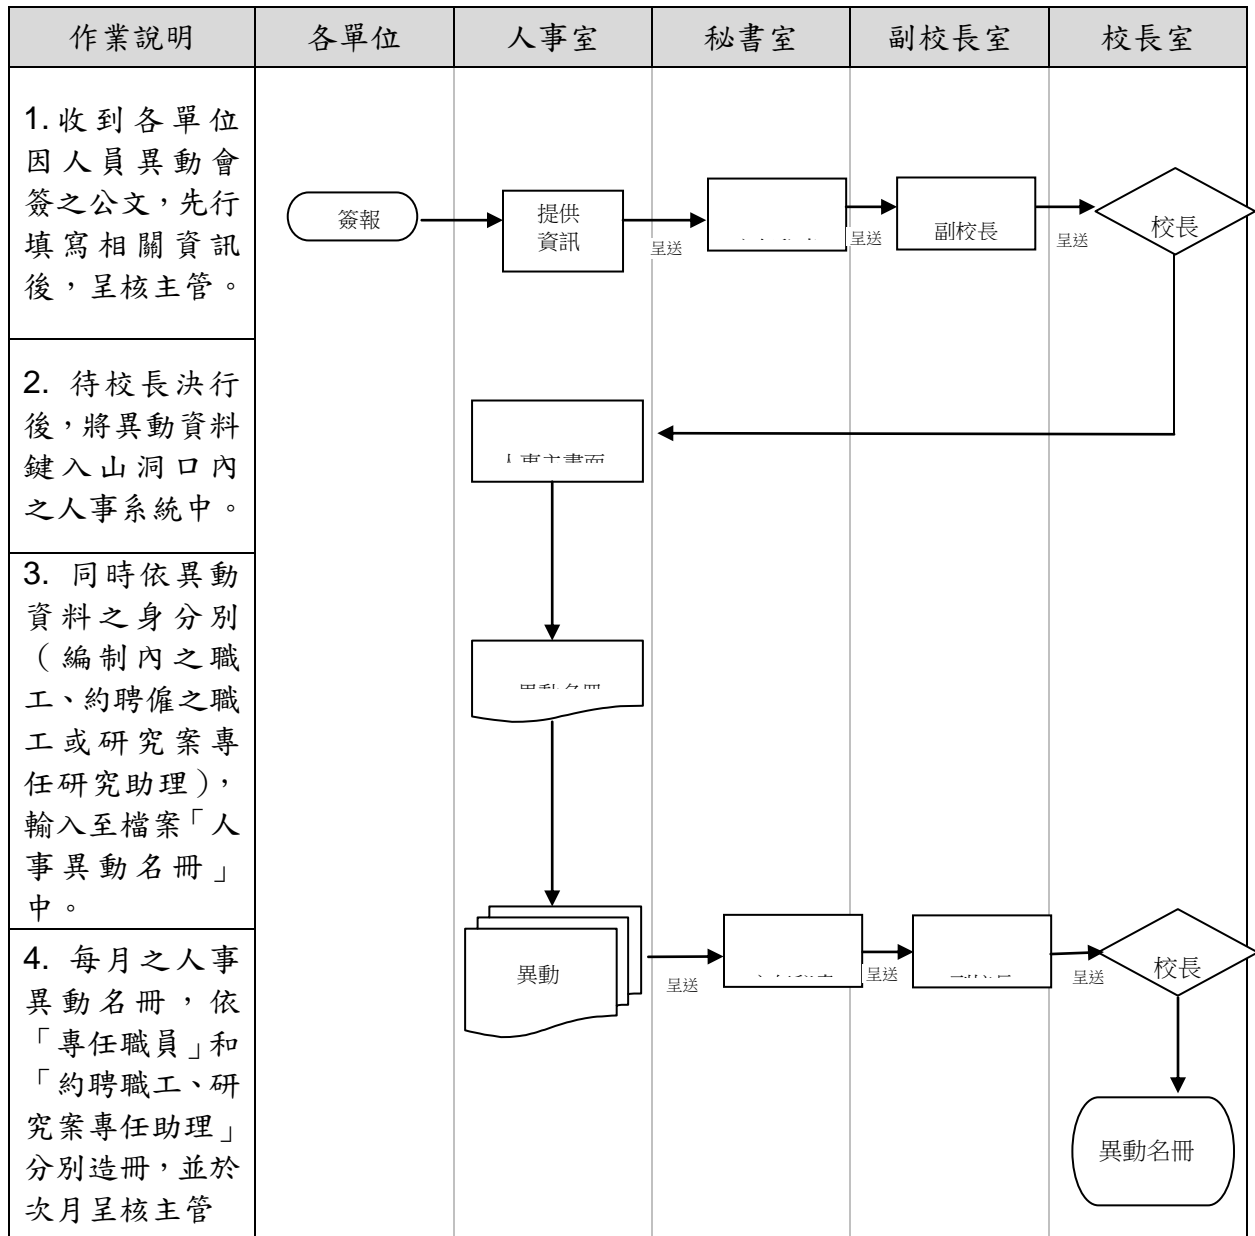 作業說明
各單位
人事室
秘書室
副校長室
校長室
1. 收到各單位
因人員異動會
簽之公文，先行
填寫相關資訊
後，呈核主管。
簽報
提供
資訊
呈送
呈送
副校長
呈送
校長
2. 待校長決行
後，將異動資料
鍵入山洞口內
之人事系統中。
3. 同時依異動
資料之身分別
（編制內之職
工、約聘僱之職
工或研究案專
任研究助理），
輸入至檔案「人
事異動名冊」
中。
4. 每月之人事
異動名冊，依
「專任職員」和
「約聘職工、研
究案專任助理」
分別造冊，並於
次月呈核主管
異動
呈送
呈送
呈送
校長
異動名冊